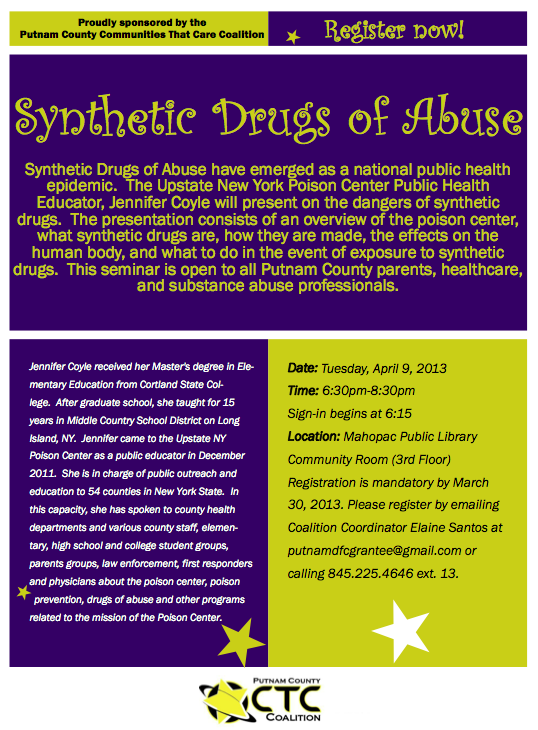 Proudly sponsored by the
Putnam County Communities That Care Coalition
Register now!
Synthetic Drugs of Abuse
Synthetic Drugs of Abuse have emerged as a national public health
epidemic.  The Upstate New York Poison Center Public Health
Educator, Jennifer Coyle will present on the dangers of synthetic
drugs.  The presentation consists of an overview of the poison center,
what synthetic drugs are, how they are made, the effects on the
human body, and what to do in the event of exposure to synthetic
drugs.  This seminar is open to all Putnam County parents, healthcare,
and substance abuse professionals.
Jennifer Coyle received her Master's degree in Ele-
mentary Education from Cortland State Col-
lege.  After graduate school, she taught for 15
years in Middle Country School District on Long
Island, NY.  Jennifer came to the Upstate NY
Poison Center as a public educator in December
2011.  She is in charge of public outreach and
education to 54 counties in New York State.  In
this capacity, she has spoken to county health
departments and various county staff, elemen-
tary, high school and college student groups,
parents groups, law enforcement, first responders
and physicians about the poison center, poison
prevention, drugs of abuse and other programs
related to the mission of the Poison Center.
Date: Tuesday, April 9, 2013
Time: 6:30pm-8:30pm
Sign-in begins at 6:15
Location: Mahopac Public Library
Community Room (3rd Floor)
Registration is mandatory by March
30, 2013. Please register by emailing
Coalition Coordinator Elaine Santos at
putnamdfcgrantee@gmail.com or
calling 845.225.4646 ext. 13.
PUTNAM COUNTY
CTC
COALITION